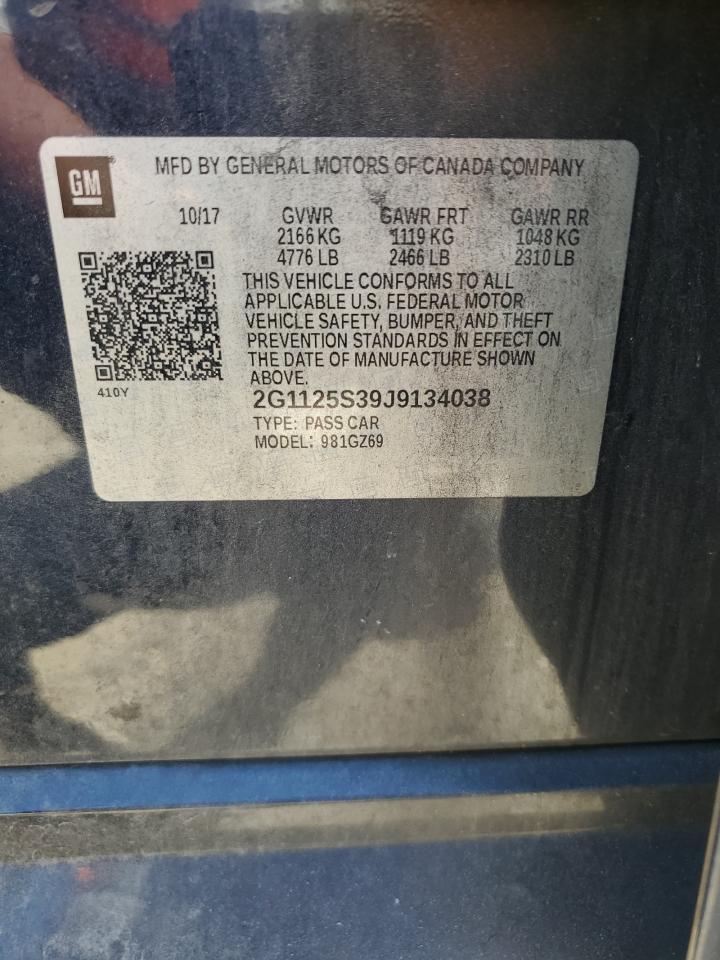 GM
MFD BY GENERAL MOTORS OF CANADA COMPANY
10/17 GVWR GAWR FRT GAWR RR
2166 KG 1119 KG 1048 KG
4776 LB 2466 LB 2310 LB
THIS VEHICLE CONFORMS TO ALL
APPLICABLE U.S. FEDERAL MOTOR
VEHICLE SAFETY, BUMPER, AND THEFT
PREVENTION STANDARDS IN EFFECT ON
THE DATE OF MANUFACTURE SHOWN
ABOVE.
410Y
2G1125S39J9134038
TYPE: PASS CAR
MODEL: 981GZ69